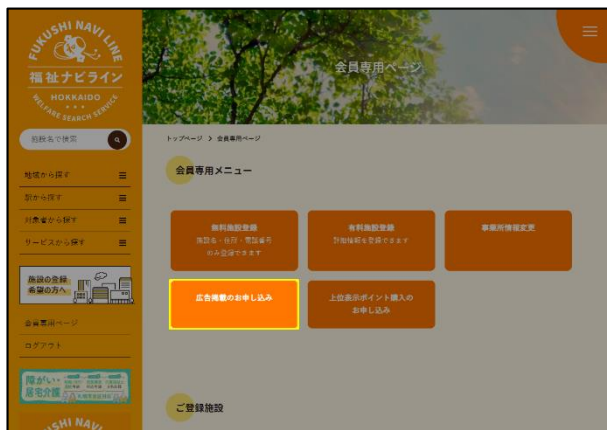 FUKUSHI NAVI LINE
福祉ナビライン
HOKKAIDO
WELFARE SEARCH SERVICE
施設名で検索
地域から探す
駅から探す
対象者から探す
サービスから探す
施設の登録
希望の方へ
会員専用ページ
ログアウト
障がい・
居宅介護
会員専用ページ
トップページ > 会員専用ページ
会員専用メニュー
無料施設登録
施設名・住所・電話番号
のみ登録できます
有料施設登録
詳細情報を登録できます
事業所情報変更
広告掲載のお申し込み
上位表示ポイント購入の
お申し込み
ご登録施設